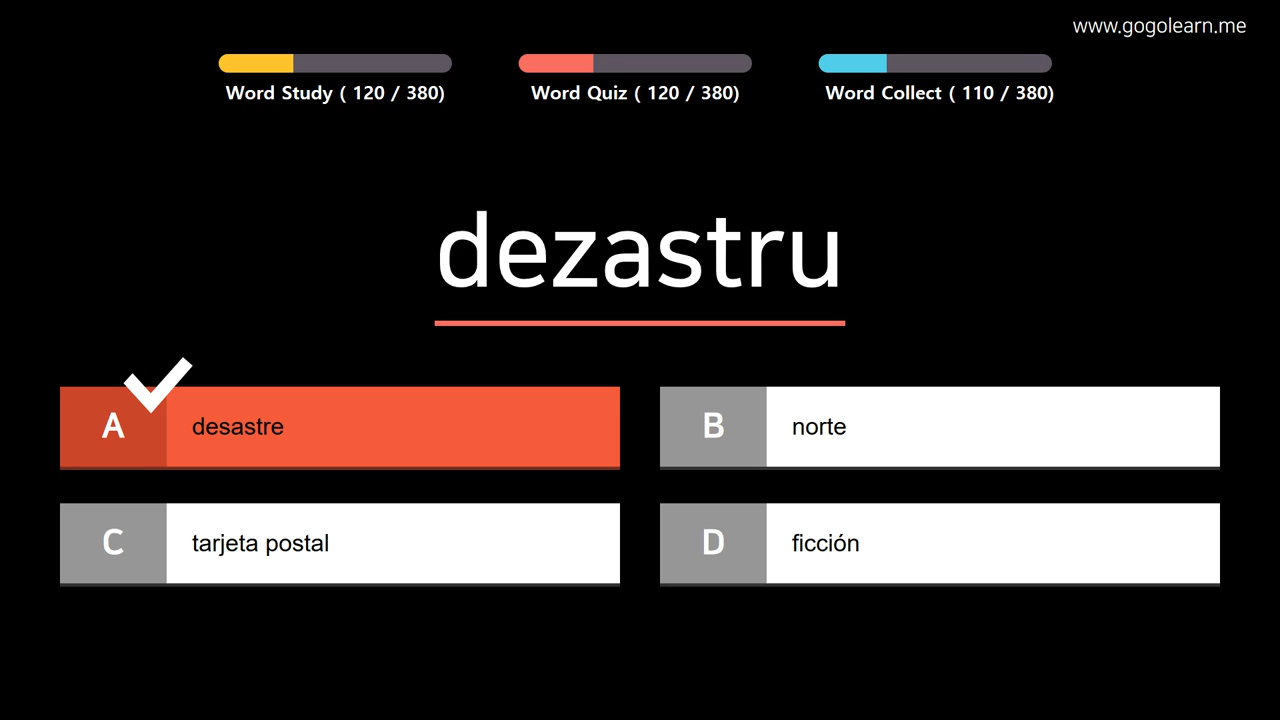 www.gogolearn.me
Word Study ( 120 / 380)
Word Quiz ( 120 / 380)
Word Collect ( 110 / 380)
dezastru
A desastre
B norte
C tarjeta postal
D ficción